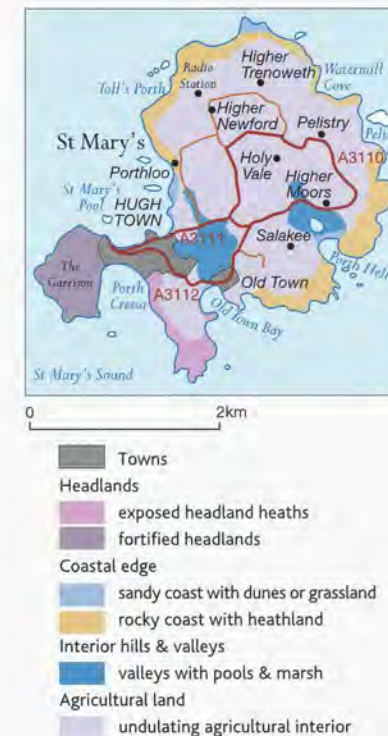 Higher
Trenoweth
Radio
Station
Watermill
Cove
Toll's Porth
Higher
Newford
Pelistry
St Mary's
A3110
Holy
Vale
Porthloo
Higher
Moors
St Mary's
Pool
HUGH
TOWN
A3111
Salakee
The
Garrison
Porth
Cressa
A3112
Old Town
Old Town Bay
St Mary's Sound
0 2km
Towns
Headlands
exposed headland heaths
fortified headlands
Coastal edge
sandy coast with dunes or grassland
rocky coast with heathland
Interior hills & valleys
valleys with pools & marsh
Agricultural land
undulating agricultural interior